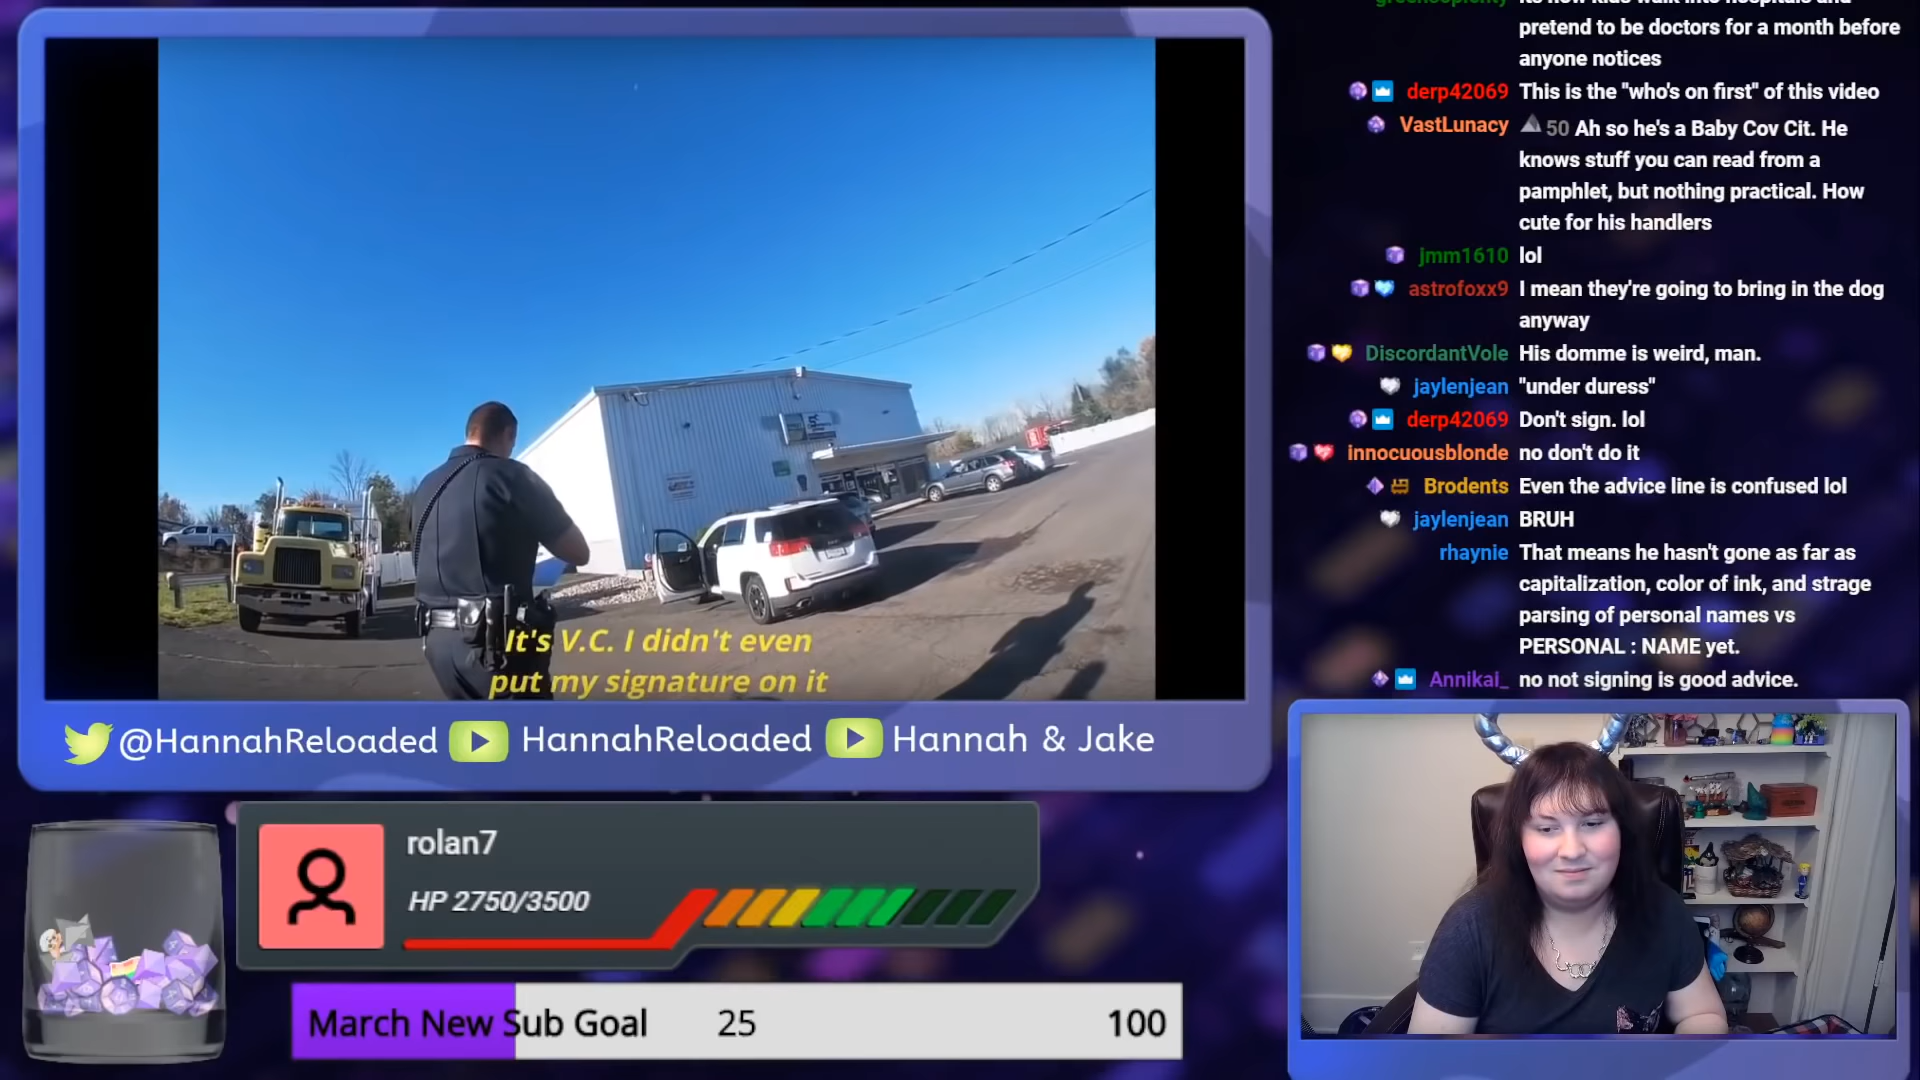 It's V.C. I didn't even
put my signature on it
@HannahReloaded HannahReloaded Hannah & Jake
rolan7
HP 2750/3500
March New Sub Goal 25 100
pretend to be doctors for a month before
anyone notices
derp42069 This is the "who's on first" of this video
VastLunacy 50 Ah so he's a Baby Cov Cit. He
knows stuff you can read from a
pamphlet, but nothing practical. How
cute for his handlers
jmm1610 lol
astrofoxx9 I mean they're going to bring in the dog
anyway
DiscordantVole His domme is weird, man.
jaylenjean "under duress"
derp42069 Don't sign. lol
innocuousblonde no don't do it
Brodents Even the advice line is confused lol
jaylenjean BRUH
rhaynie That means he hasn't gone as far as
capitalization, color of ink, and strage
parsing of personal names vs
PERSONAL : NAME yet.
Annikai_ no not signing is good advice.